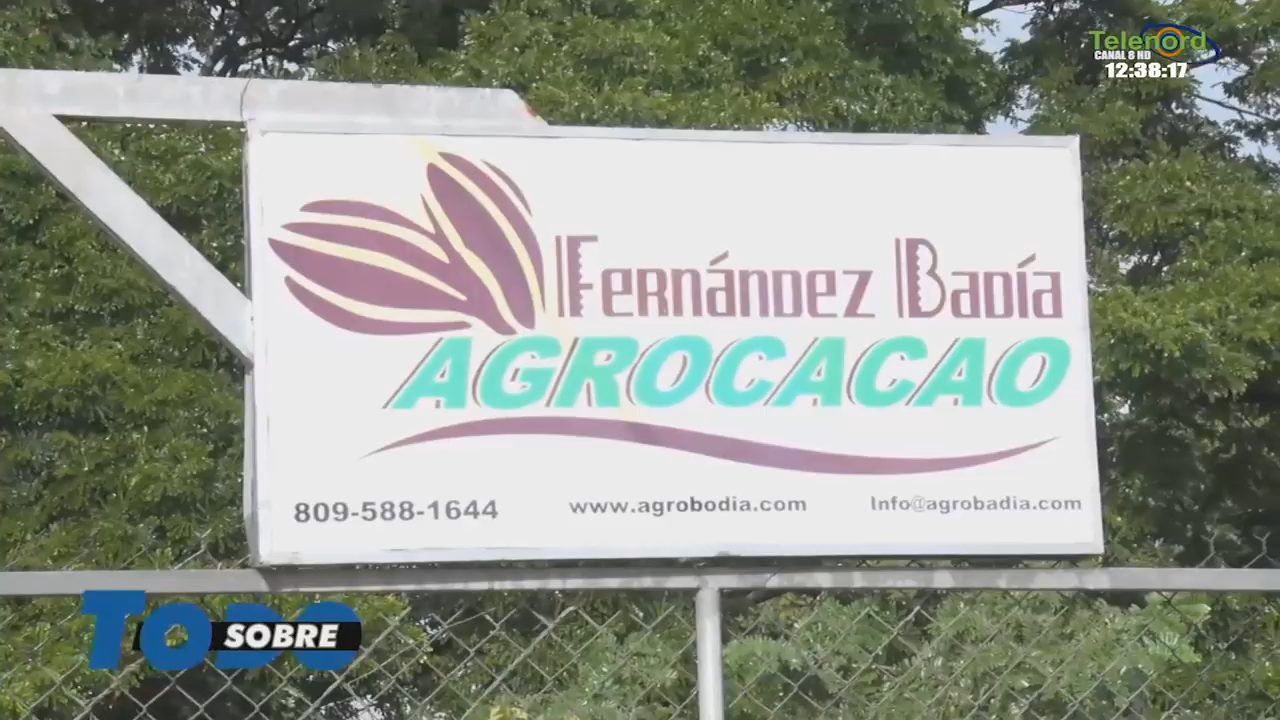 Telenord
CANAL 8 HD
12:38:17
Fernández Badía
AGROCACAO
809-588-1644
www.agrobodia.com
Info@agrobadia.com
TODO
SOBRE